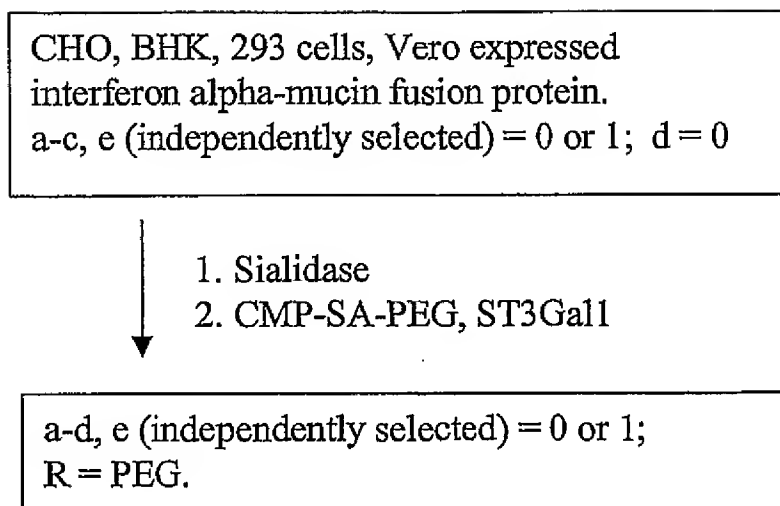 CHO, BHK, 293 cells, Vero expressed
interferon alpha-mucin fusion protein.
a-c, e (independently selected) = 0 or 1; d = 0
1. Sialidase
2. CMP-SA-PEG, ST3Gal1
a-d, e (independently selected) = 0 or 1;
R = PEG.